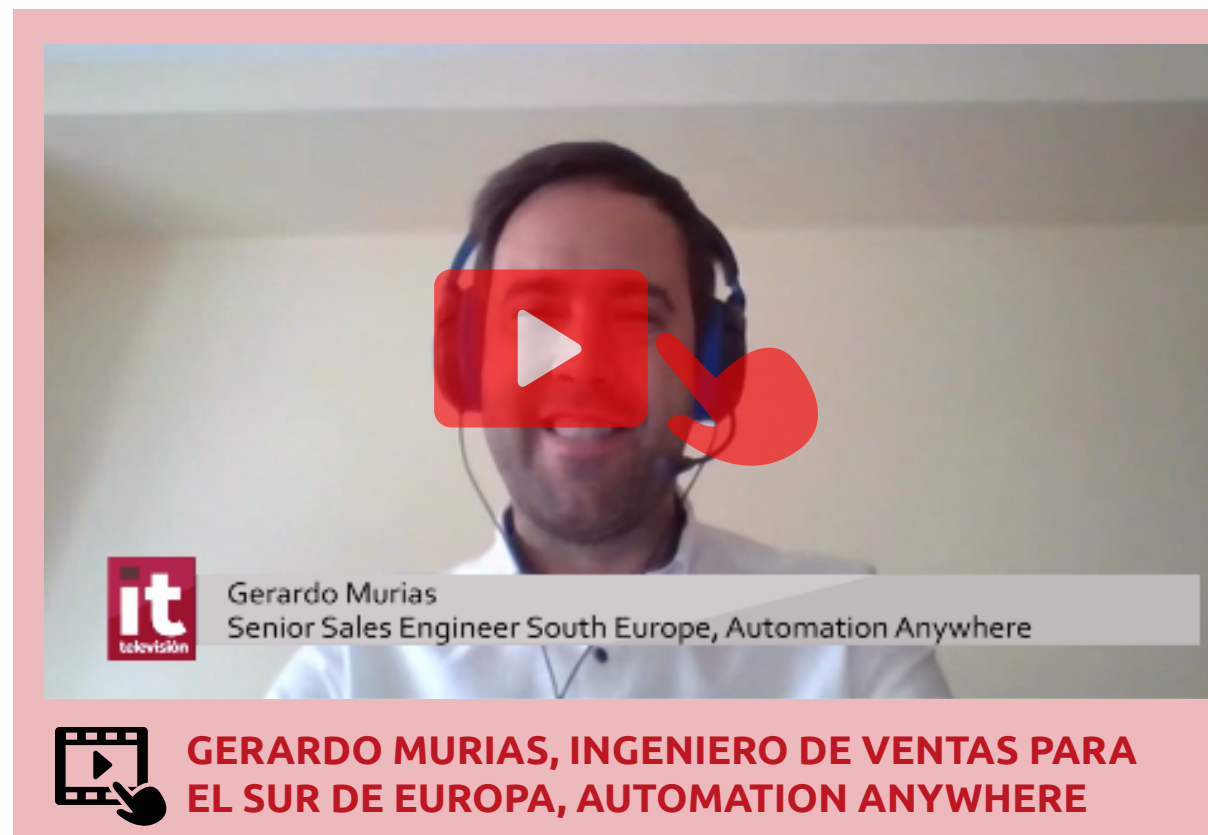 it
televisión
Gerardo Murias
Senior Sales Engineer South Europe, Automation Anywhere
GERARDO MURIAS, INGENIERO DE VENTAS PARA
EL SUR DE EUROPA, AUTOMATION ANYWHERE